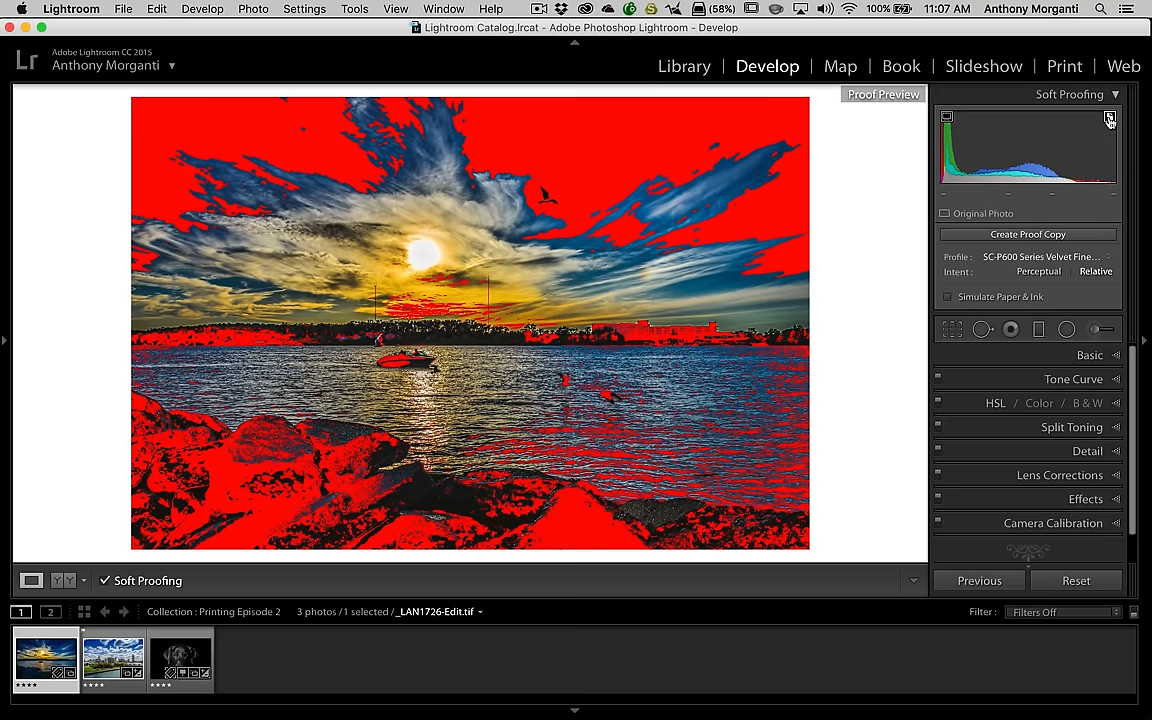 Lightroom File Edit Photo Develop Settings Tools View Window Help (58%) 100% 11:07 AM Anthony Morganti
Lightroom Catalog.lrcat - Adobe Photoshop Lightroom - Develop
Lr Adobe Lightroom CC 2015
Anthony Morganti
Library | Develop | Map | Book | Slideshow | Print | Web
Proof Preview
Soft Proofing
Original Photo
Create Proof Copy
Profile : SC-P600 Series Velvet Fine...
Intent : Perceptual Relative
Simulate Paper & Ink
Basic
Tone Curve
HSL / Color / B & W
Split Toning
Detail
Lens Corrections
Effects
Camera Calibration
YY Soft Proofing
Previous Reset
1 2 Collection : Printing Episode 2 3 photos / 1 selected / _LAN1726-Edit.tif
Filter : Filters Off